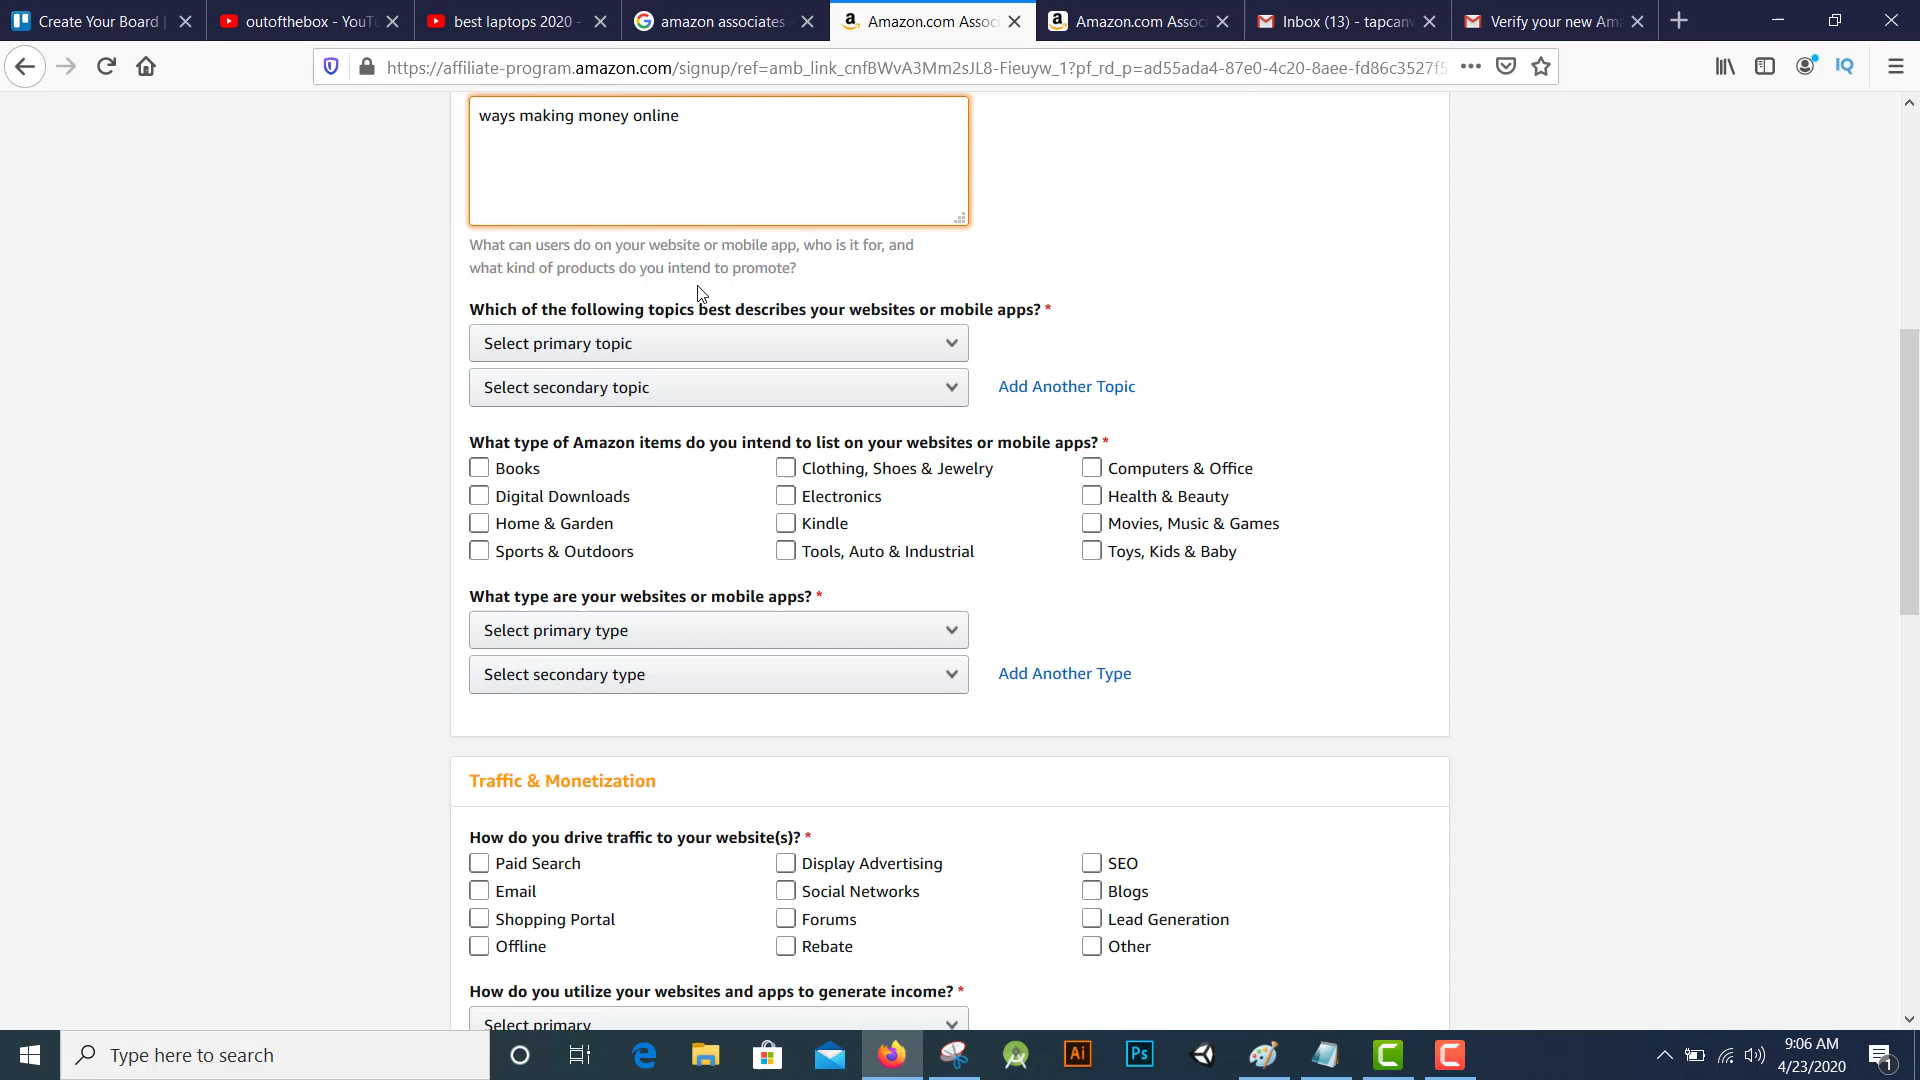 Create Your Board |
outofthebox - YouTu
best laptops 2020 -
amazon associates -
Amazon.com Associ
Amazon.com Associ
Inbox (13) - tapcanv
Verify your new Ama
https://affiliate-program.amazon.com/signup/ref=amb_link_cnfBWvA3Mm2sJL8-Fieuyw_1?pf_rd_p=ad55ada4-87e0-4c20-8aee-fd86c3527f5
IQ
ways making money online
What can users do on your website or mobile app, who is it for, and
what kind of products do you intend to promote?
Which of the following topics best describes your websites or mobile apps? *
Select primary topic
Select secondary topic
Add Another Topic
What type of Amazon items do you intend to list on your websites or mobile apps? *
Books
Clothing, Shoes & Jewelry
Computers & Office
Digital Downloads
Electronics
Health & Beauty
Home & Garden
Kindle
Movies, Music & Games
Sports & Outdoors
Tools, Auto & Industrial
Toys, Kids & Baby
What type are your websites or mobile apps? *
Select primary type
Select secondary type
Add Another Type
Traffic & Monetization
How do you drive traffic to your website(s)? *
Paid Search
Display Advertising
SEO
Email
Social Networks
Blogs
Shopping Portal
Forums
Lead Generation
Offline
Rebate
Other
How do you utilize your websites and apps to generate income? *
Select primary
Type here to search
Ai
Ps
9:06 AM
4/23/2020
1